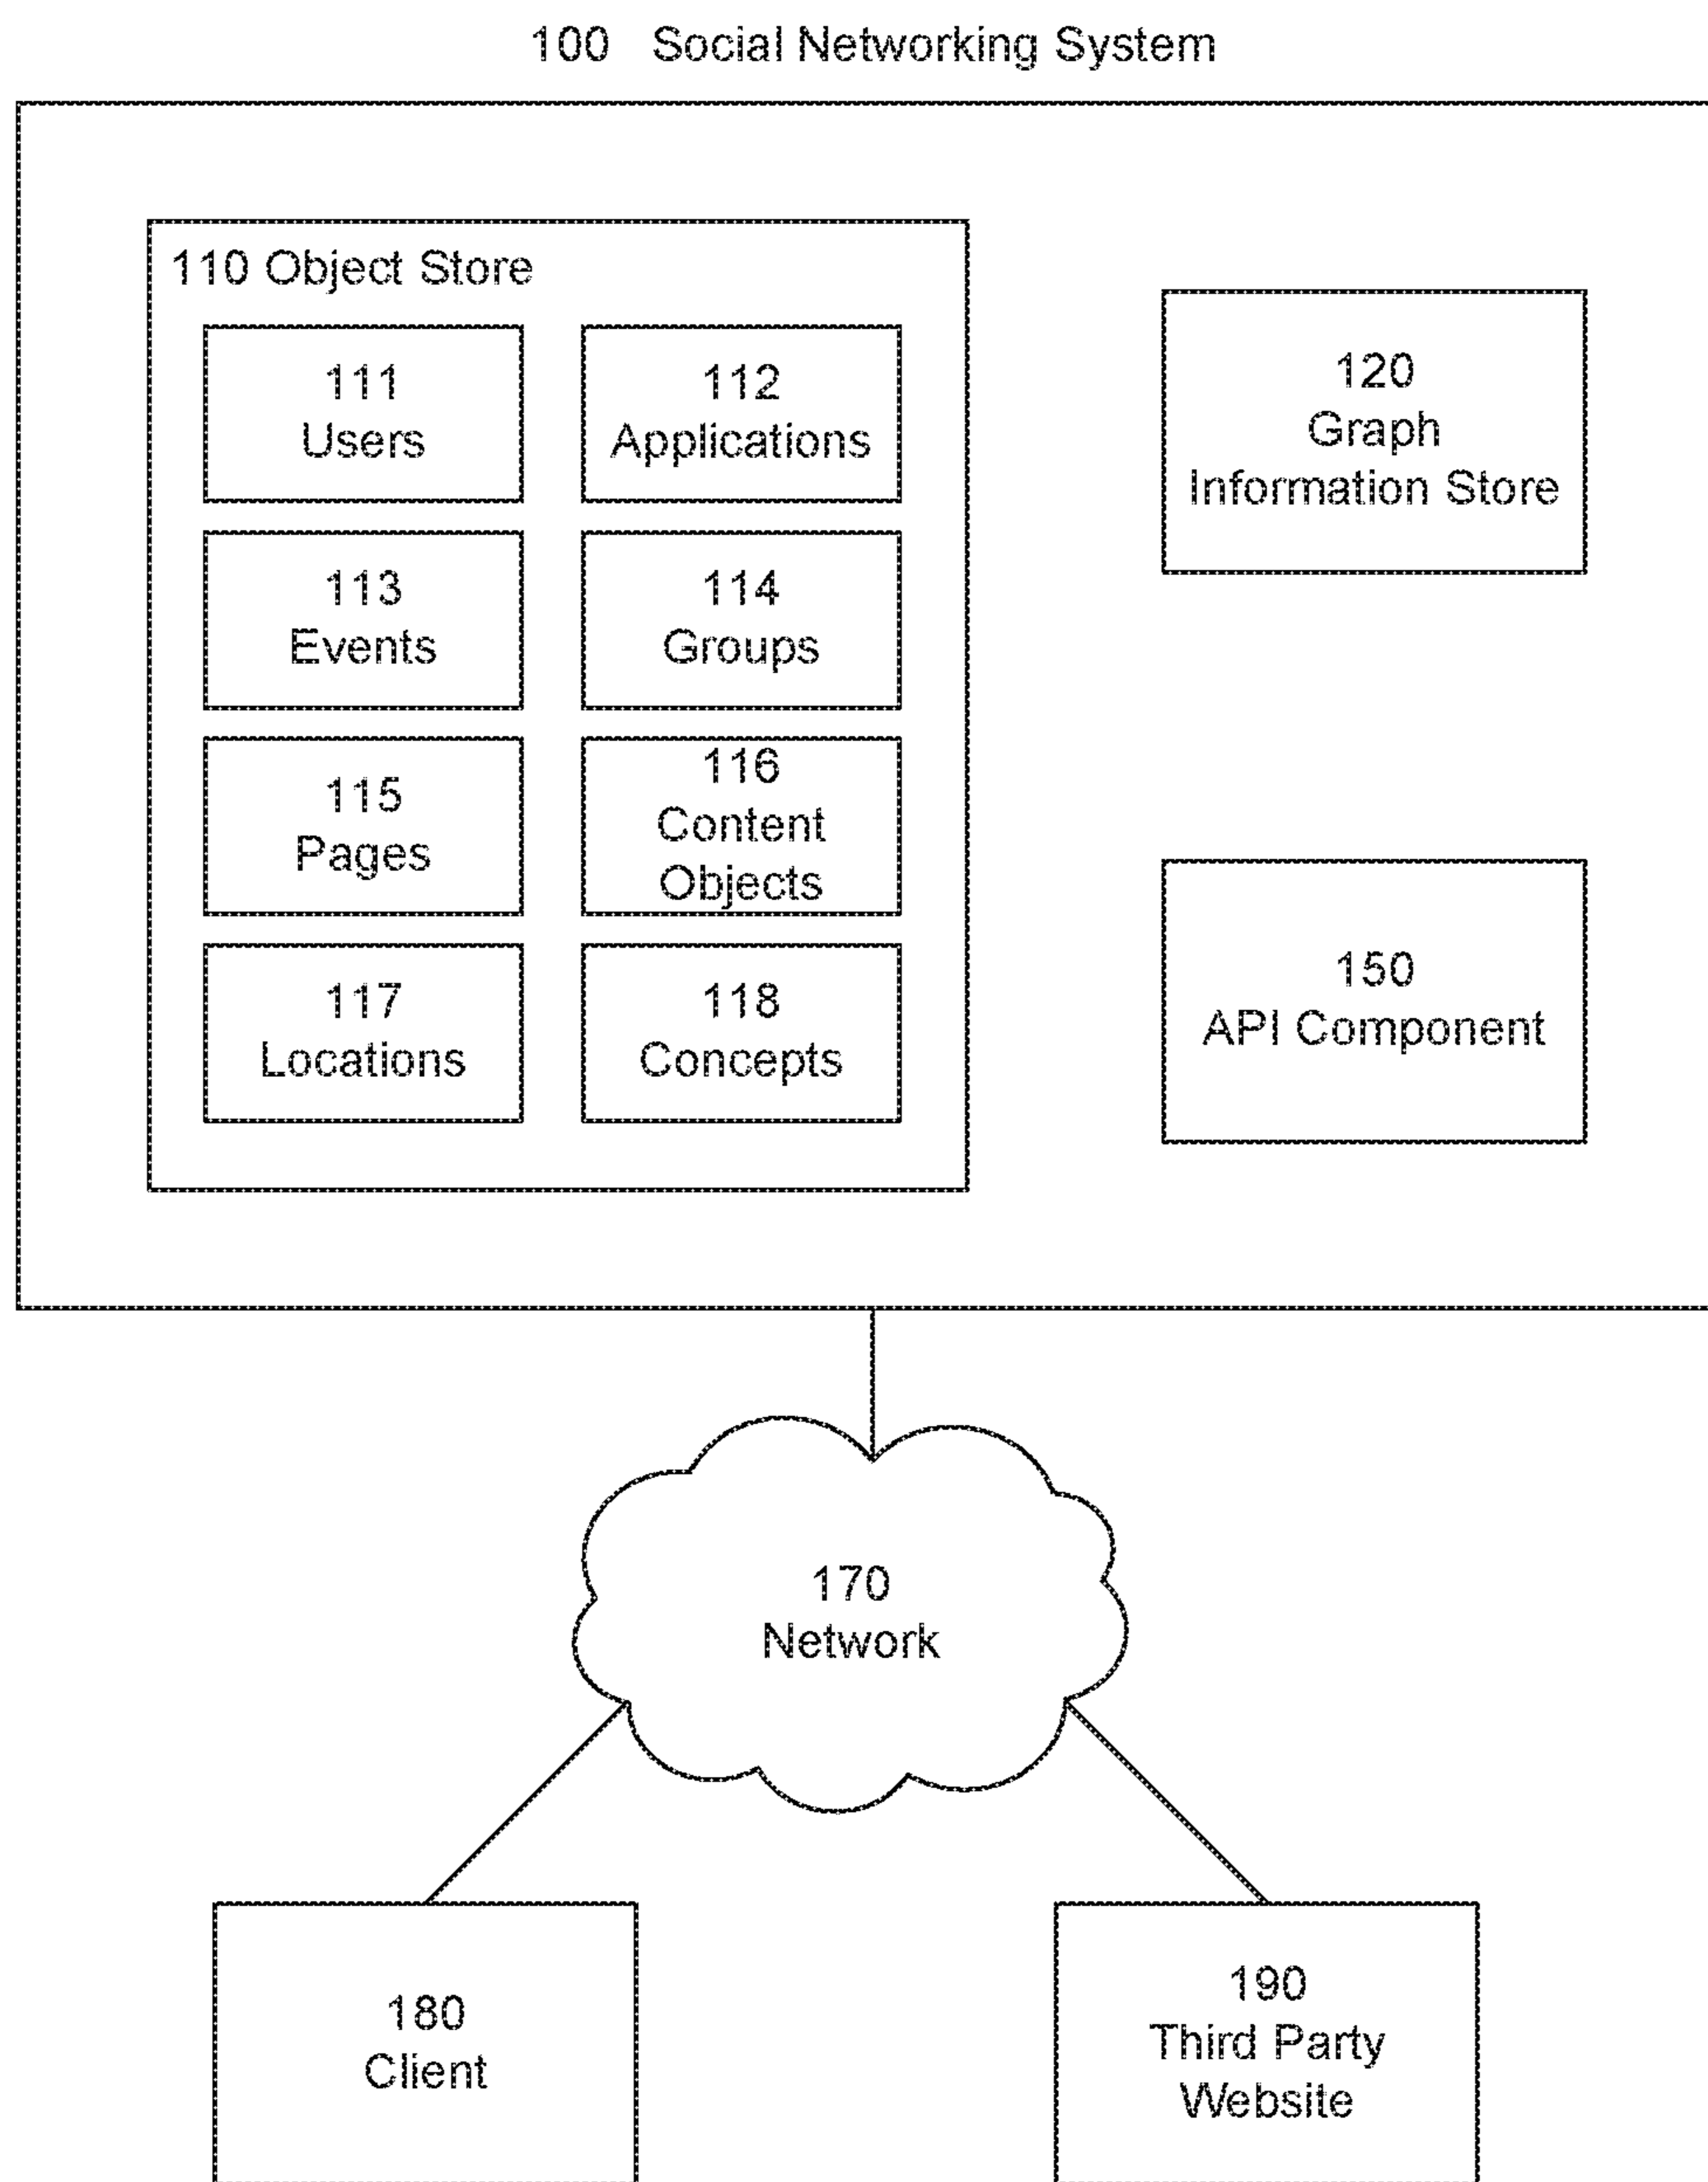 100 Social Networking System
110 Object Store
111
Users
112
Applications
113
Events
114
Groups
115
Pages
116
Content
Objects
117
Locations
118
Concepts
120
Graph
Information Store
150
API Component
170
Network
180
Client
190
Third Party
Website